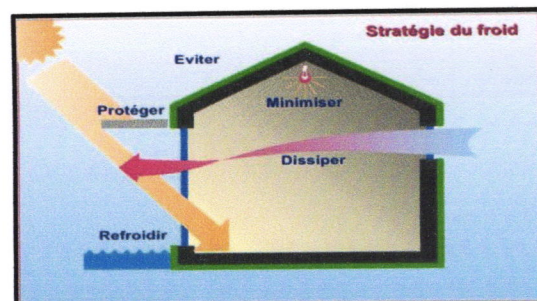 Stratégie du froid
Eviter
Minimiser
Protéger
Dissiper
Refroidir